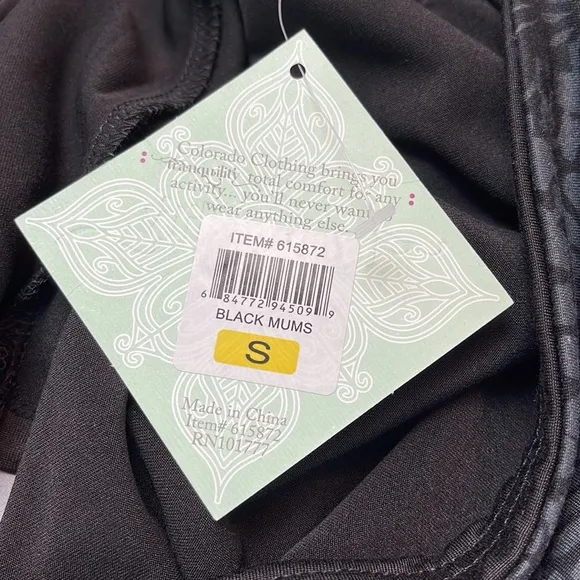 Colorado Clothing brings you
tranquility, total comfort for any
activity... you'll never want
wear anything else.
ITEM# 615872
6 84772 94509 9
BLACK MUMS
S
Made in China
Item# 615872
RN101777